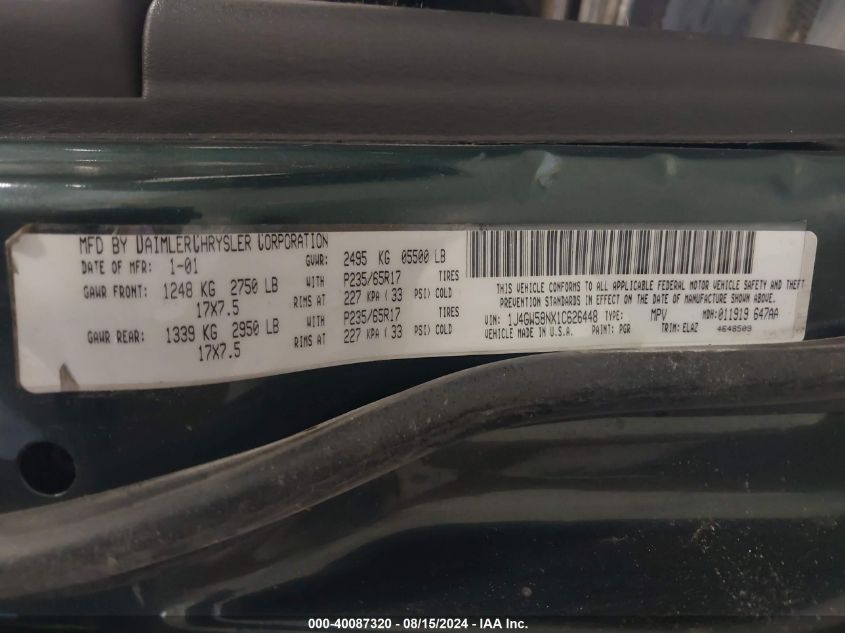 MFD BY DAIMLERCHRYSLER CORPORATION
DATE OF MFR: 1-01 GVWR: 2495 KG 05500 LB
GAWR FRONT: 1248 KG 2750 LB WITH P235/65R17 TIRES
17X7.5 RIMS AT 227 KPA ( 33 PSI) COLD
GAWR REAR: 1339 KG 2950 LB WITH P235/65R17 TIRES
17X7.5 RIMS AT 227 KPA ( 33 PSI) COLD
THIS VEHICLE CONFORMS TO ALL APPLICABLE FEDERAL MOTOR VEHICLE SAFETY AND THEFT
PREVENTION STANDARDS IN EFFECT ON THE DATE OF MANUFACTURE SHOWN ABOVE.
VIN: 1J4GW58NX1C626448 TYPE: MPV MDH: 011919 647AA
VEHICLE MADE IN U.S.A. PAINT: PGR TRIM: ELAZ 4648509
000-40087320 - 08/15/2024 - IAA Inc.